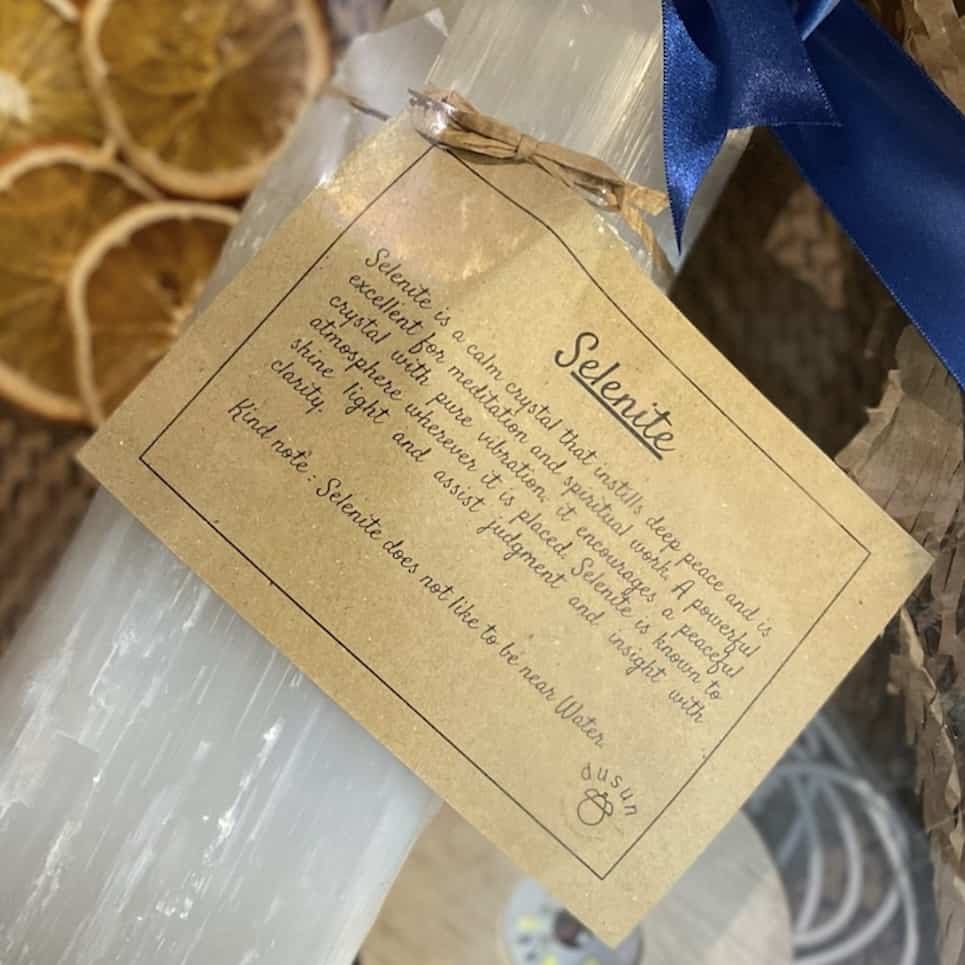 Selenite
Selenite is a calm crystal that instills deep peace and is
excellent for meditation and spiritual work. A powerful
crystal with pure vibration, it encourages a peaceful
atmosphere wherever it is placed. Selenite is known to
shine light and assist judgment and insight with
clarity.
Kind note : Selenite does not like to be near Water.
dusun